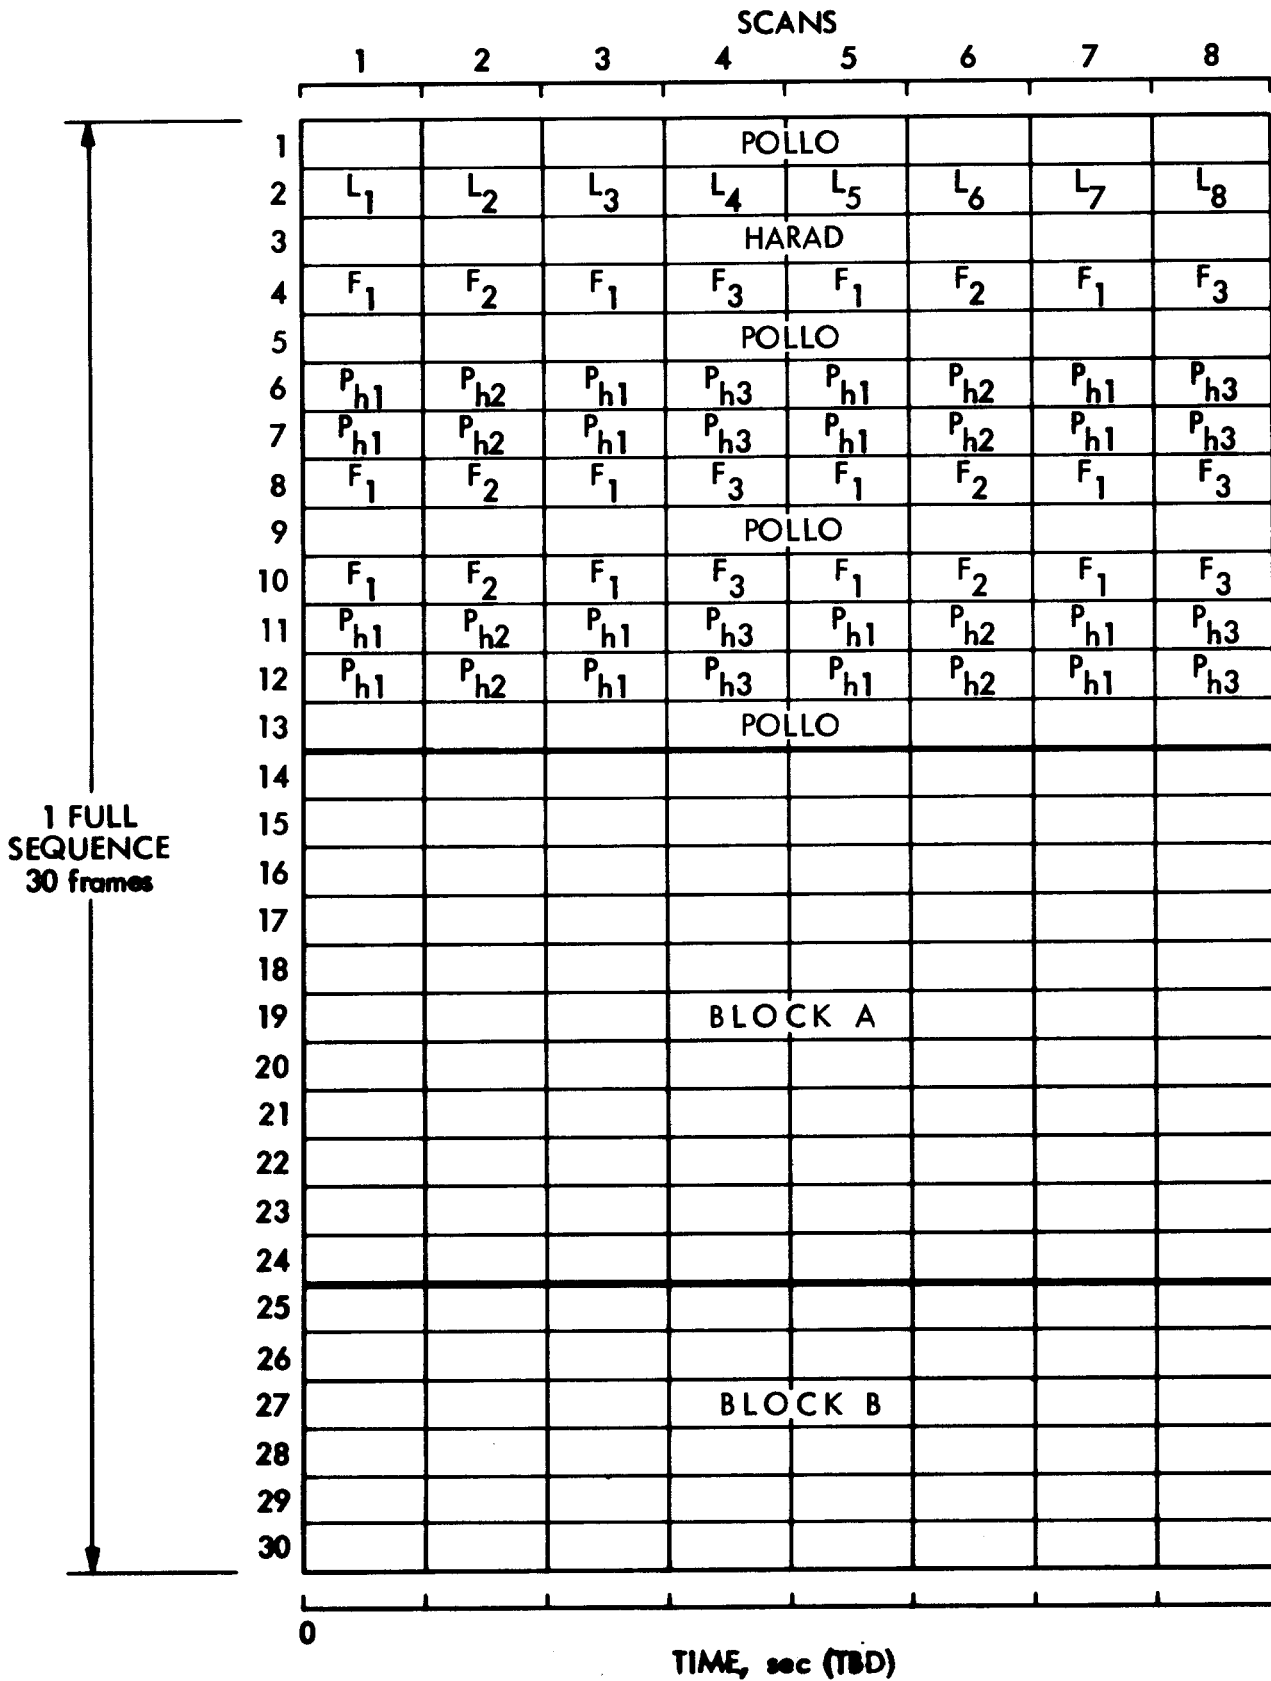 SCANS
1 2 3 4 5 6 7 8
1 POLLO
2 L1 L2 L3 L4 L5 L6 L7 L8
3 HARAD
4 F1 F2 F1 F3 F1 F2 F1 F3
5 POLLO
6 Ph1 Ph2 Ph1 Ph3 Ph1 Ph2 Ph1 Ph3
7 Ph1 Ph2 Ph1 Ph3 Ph1 Ph2 Ph1 Ph3
8 F1 F2 F1 F3 F1 F2 F1 F3
9 POLLO
10 F1 F2 F1 F3 F1 F2 F1 F3
11 Ph1 Ph2 Ph1 Ph3 Ph1 Ph2 Ph1 Ph3
12 Ph1 Ph2 Ph1 Ph3 Ph1 Ph2 Ph1 Ph3
13 POLLO
14
15
16
17
18
19 BLOCK A
20
21
22
23
24
25
26
27 BLOCK B
28
29
30
1 FULL
SEQUENCE
30 frames
0
TIME, sec (TBD)